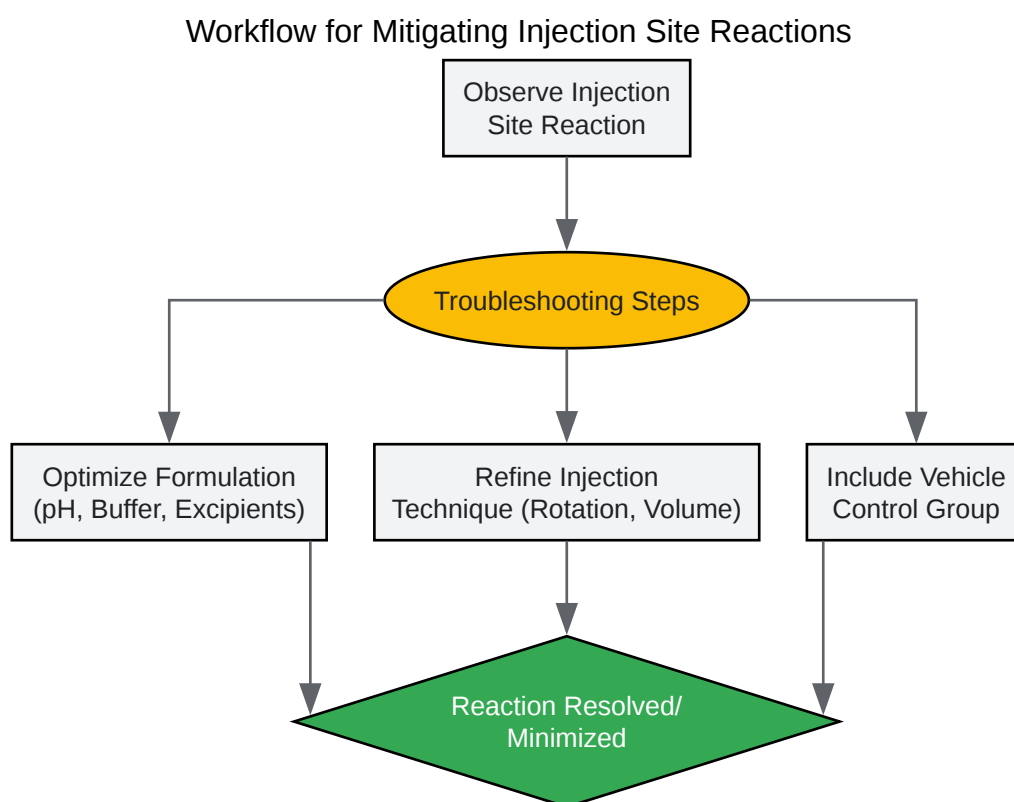 Workflow for Mitigating Injection Site Reactions
Observe Injection
Site Reaction
Troubleshooting Steps
Optimize Formulation
(pH, Buffer, Excipients)
Refine Injection
Technique (Rotation, Volume)
Include Vehicle
Control Group
Reaction Resolved/
Minimized